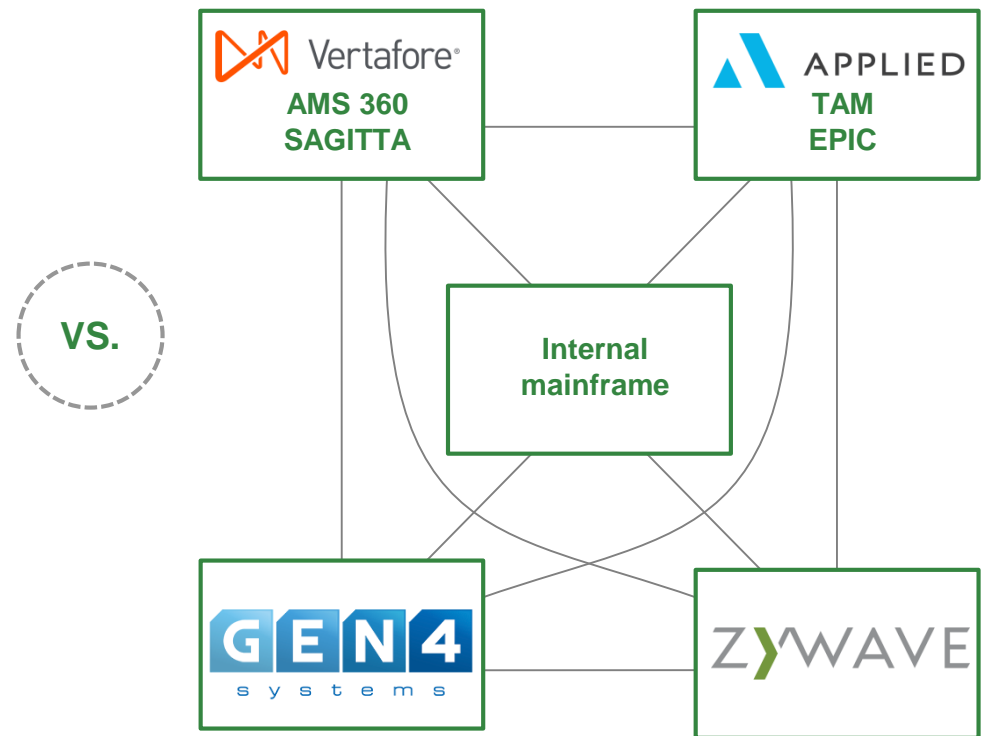 Vertafore®
AMS 360
SAGITTA
APPLIED
TAM
EPIC
VS.
Internal
mainframe
GEN4
systems
ZYWAVE